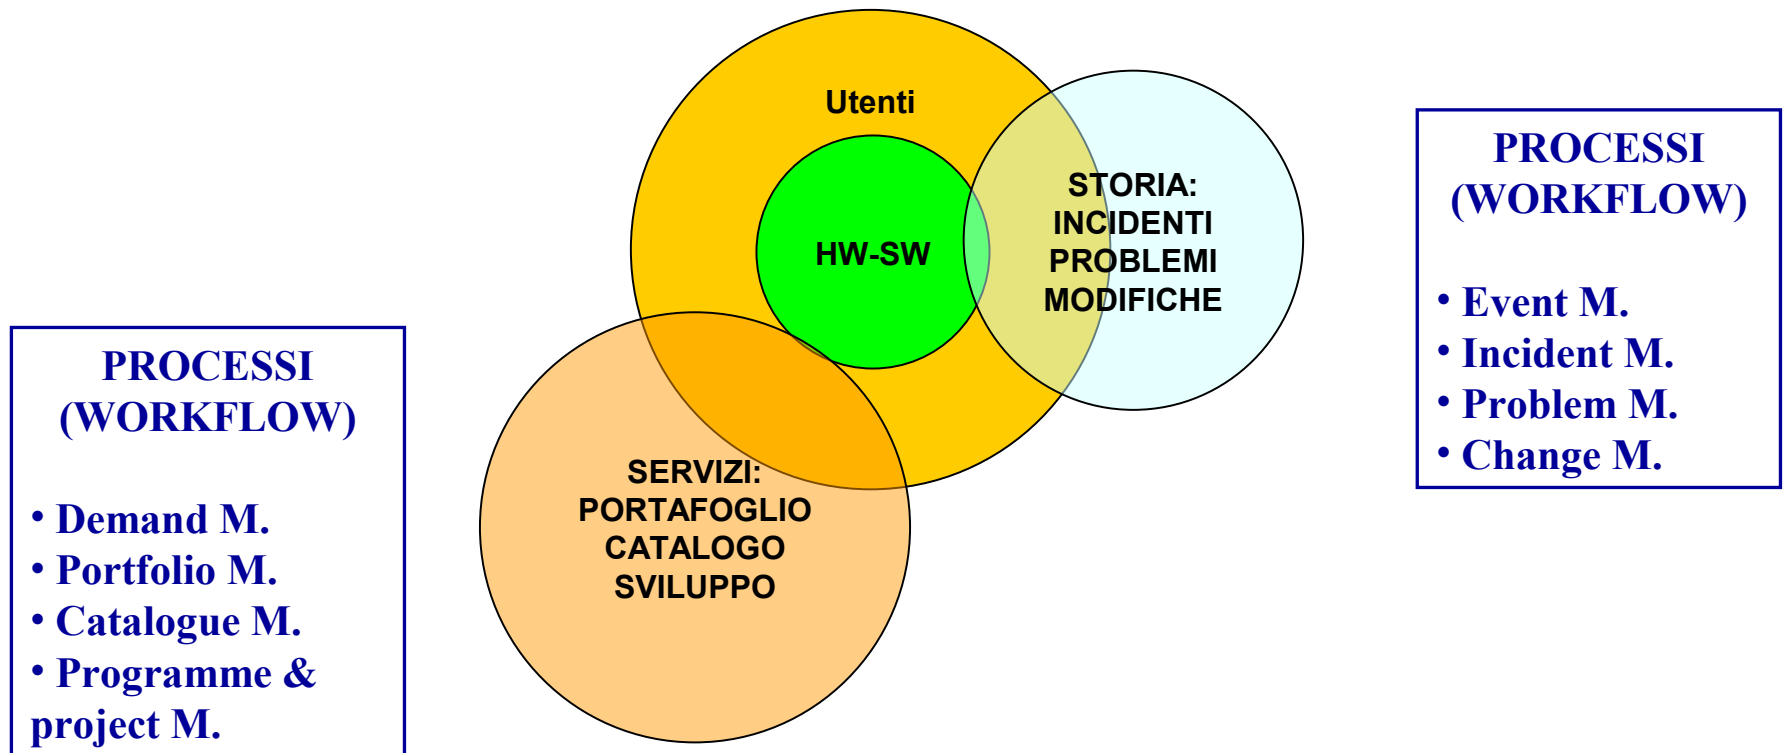 Utenti
HW-SW
STORIA:
INCIDENTI
PROBLEMI
MODIFICHE
SERVIZI:
PORTAFOGLIO
CATALOGO
SVILUPPO
PROCESSI
(WORKFLOW)
• Demand M.
• Portfolio M.
• Catalogue M.
• Programme &
project M.
PROCESSI
(WORKFLOW)
• Event M.
• Incident M.
• Problem M.
• Change M.